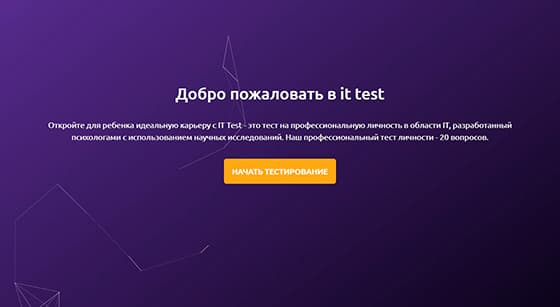 Добро пожаловать в it test
Откройте для ребенка идеальную карьеру с IT Test - это тест на профессиональную личность в области IT, разработанный
психологами с использованием научных исследований. Наш профессиональный тест личности - 20 вопросов.
НАЧАТЬ ТЕСТИРОВАНИЕ